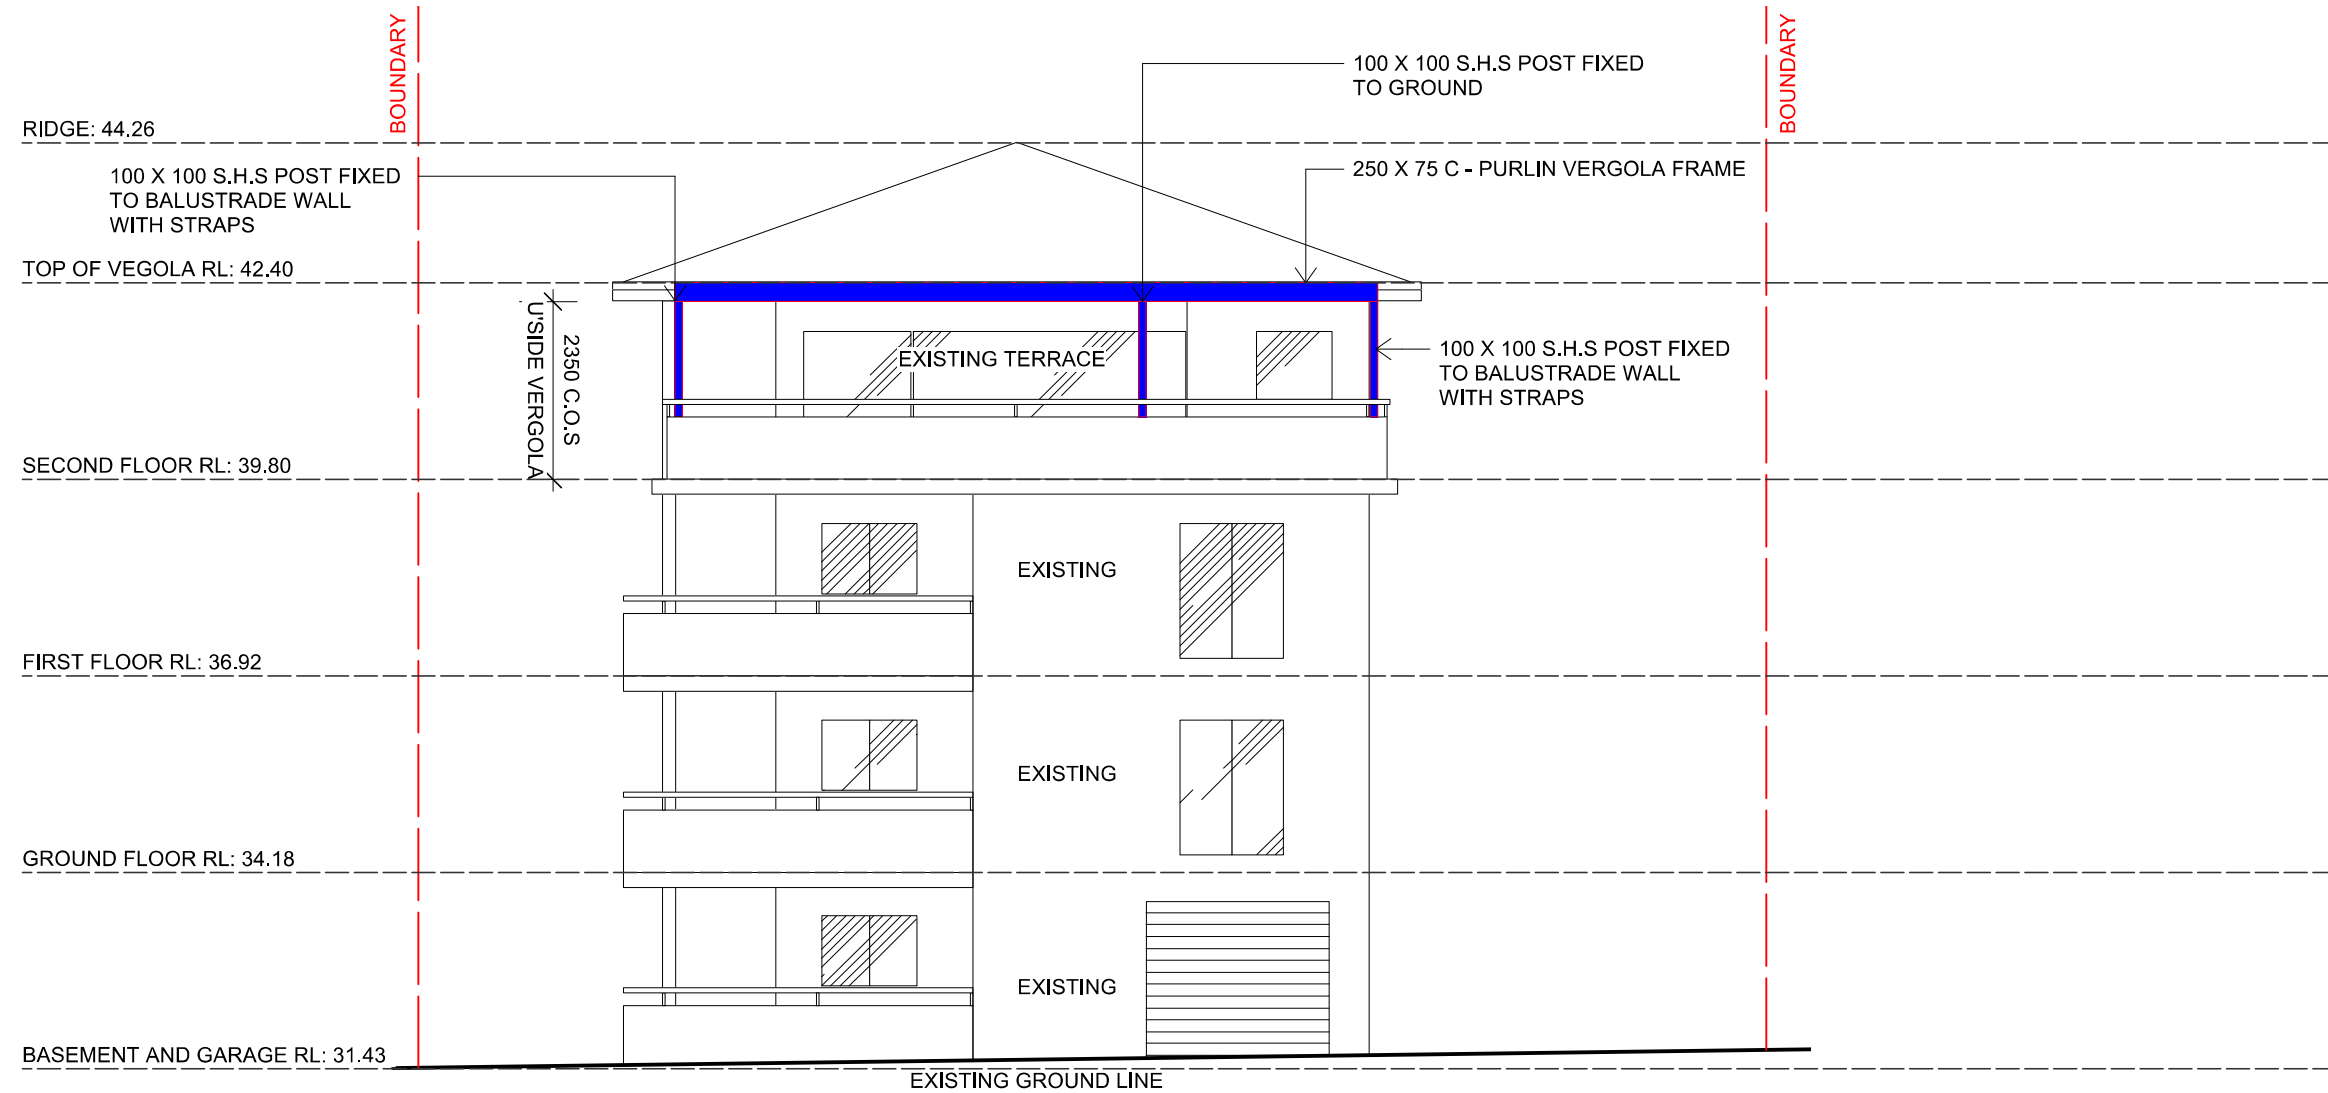 BOUNDARY
BOUNDARY
100 X 100 S.H.S POST FIXED
TO GROUND
RIDGE: 44.26
100 X 100 S.H.S POST FIXED
TO BALUSTRADE WALL
WITH STRAPS
250 X 75 C - PURLIN VERGOLA FRAME
TOP OF VEGOLA RL: 42.40
2350 C.O.S
U'SIDE VERGOLA
EXISTING TERRACE
100 X 100 S.H.S POST FIXED
TO BALUSTRADE WALL
WITH STRAPS
SECOND FLOOR RL: 39.80
EXISTING
FIRST FLOOR RL: 36.92
EXISTING
GROUND FLOOR RL: 34.18
EXISTING
BASEMENT AND GARAGE RL: 31.43
EXISTING GROUND LINE